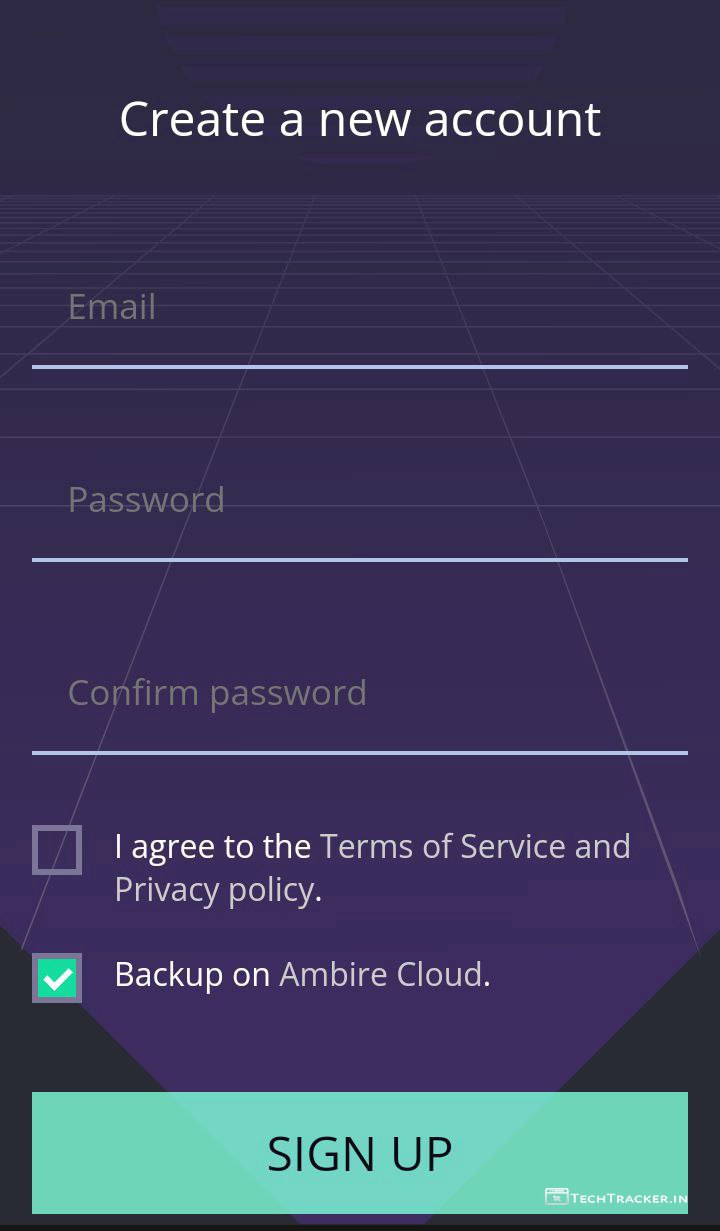 Create a new account
Email
Password
Confirm password
I agree to the Terms of Service and
Privacy policy.
Backup on Ambire Cloud.
SIGN UP
TECHTRACKER.IN